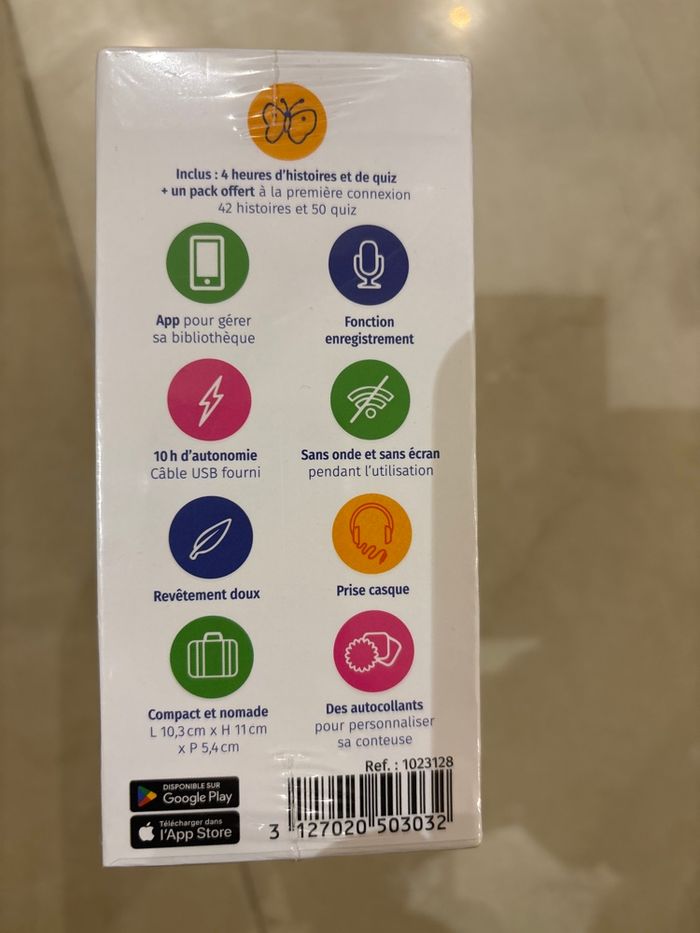 Inclus : 4 heures d'histoires et de quiz
+ un pack offert à la première connexion
42 histoires et 50 quiz
App pour gérer
sa bibliothèque
Fonction
enregistrement
10 h d'autonomie
Câble USB fourni
Sans onde et sans écran
pendant l'utilisation
Revêtement doux
Prise casque
Compact et nomade
L 10,3 cm x H 11 cm
x P 5,4 cm
Des autocollants
pour personnaliser
sa conteuse
Ref. : 1023128
DISPONIBLE SUR
Google Play
Télécharger dans
l'App Store
3 127020 503032